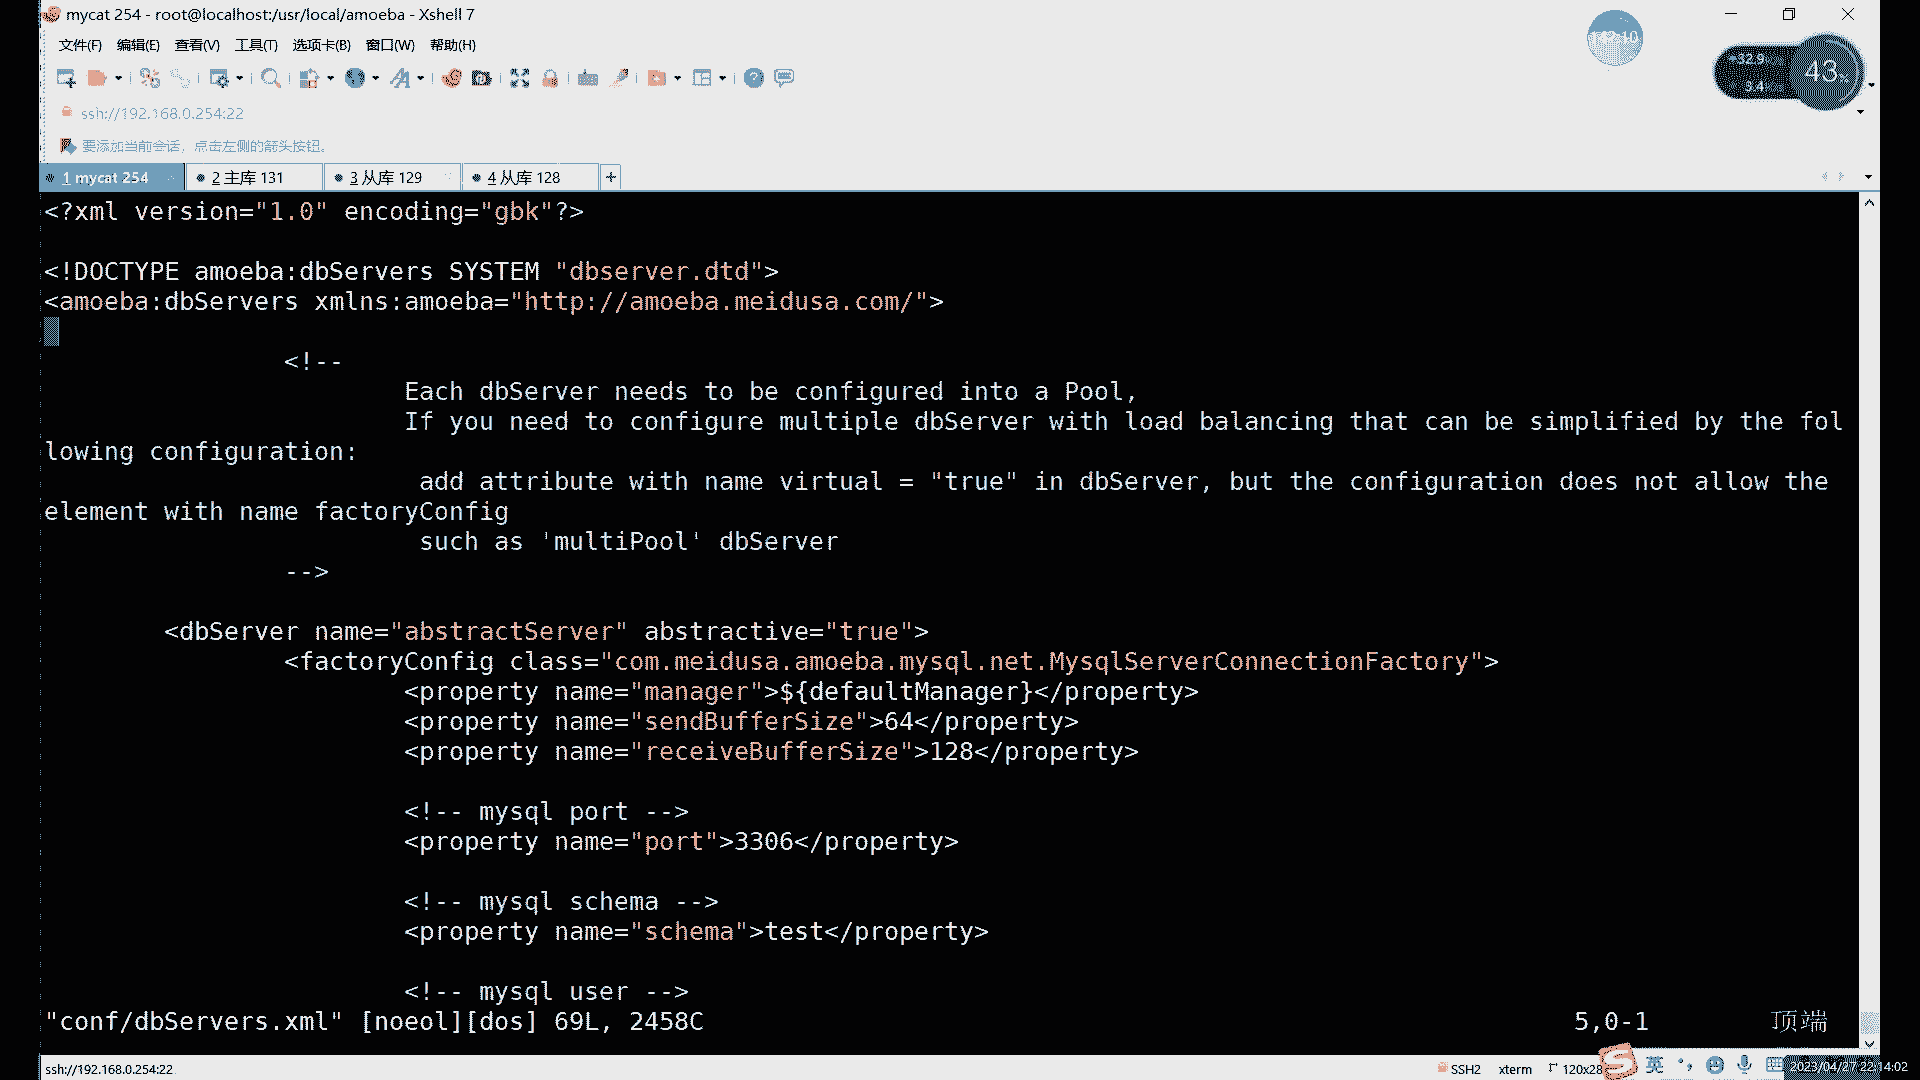 mycat 254 - root@localhost:/usr/local/amoeba - Xshell 7
文件(F) 编辑(E) 查看(V) 工具(T) 选项卡(B) 窗口(W) 帮助(H)
43%
ssh://192.168.0.254:22
要添加当前会话，点击左侧的箭头按钮。
1 mycat 254 2 主库 131 3 从库 129 4 从库 128 +
<?xml version="1.0" encoding="gbk"?>
<!DOCTYPE amoeba:dbServers SYSTEM "dbserver.dtd">
<amoeba:dbServers xmlns:amoeba="http://amoeba.meidusa.com/">
<!--
Each dbServer needs to be configured into a Pool,
If you need to configure multiple dbServer with load balancing that can be simplified by the fol
lowing configuration:
add attribute with name virtual = "true" in dbServer, but the configuration does not allow the
element with name factoryConfig
such as 'multiPool' dbServer
-->
<dbServer name="abstractServer" abstractive="true">
<factoryConfig class="com.meidusa.amoeba.mysql.net.MysqlServerConnectionFactory">
<property name="manager">${defaultManager}</property>
<property name="sendBufferSize">64</property>
<property name="receiveBufferSize">128</property>
<!-- mysql port -->
<property name="port">3306</property>
<!-- mysql schema -->
<property name="schema">test</property>
<!-- mysql user -->
"conf/dbServers.xml" [noeol][dos] 69L, 2458C 5,0-1 顶端
ssh://192.168.0.254:22 SSH2 xterm 120x28 英 2023/04/27 22:14:02